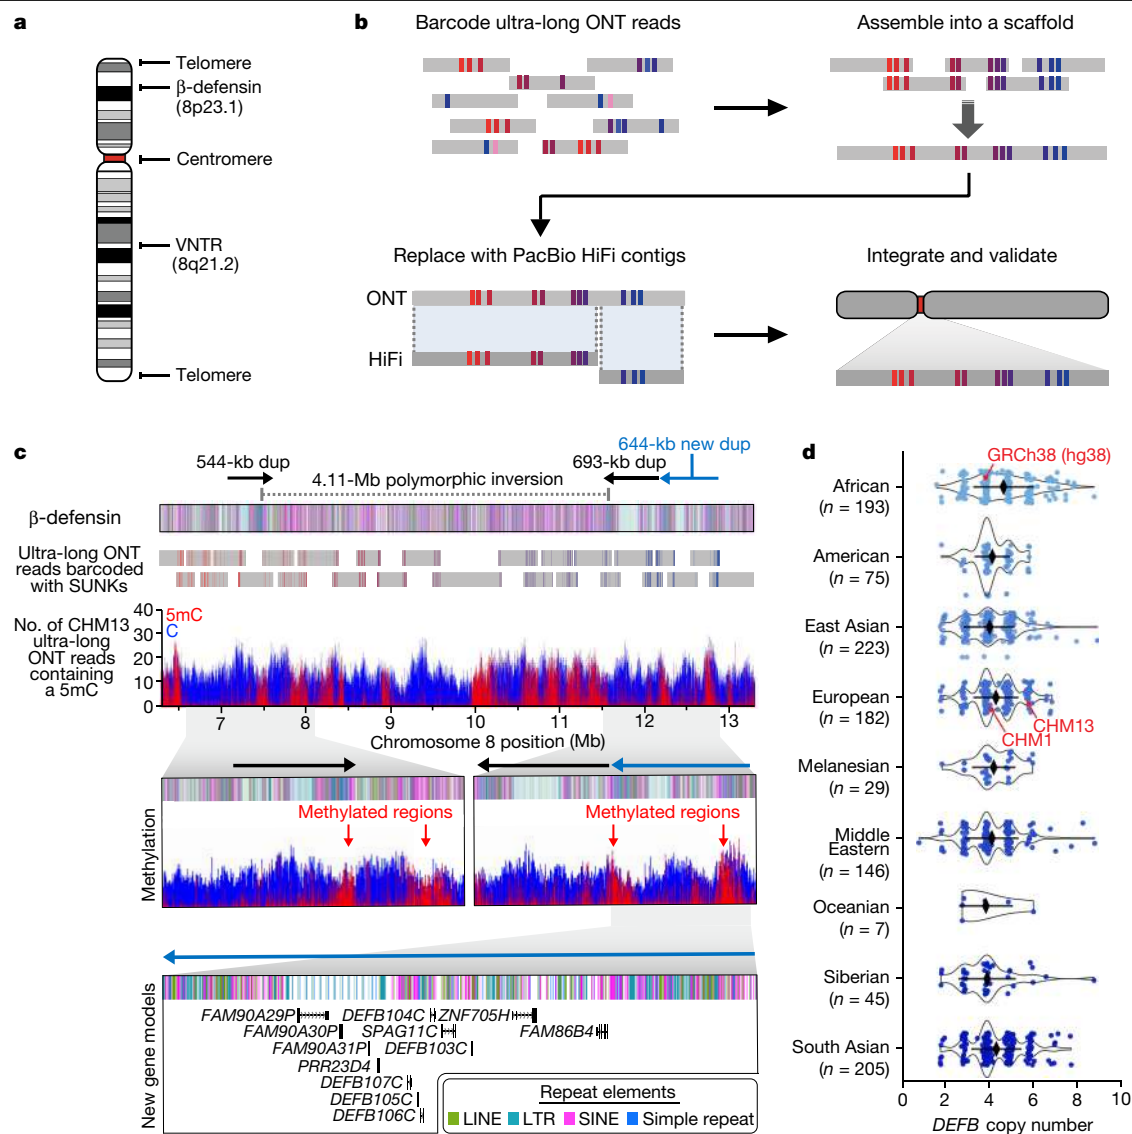 a
Telomere
β-defensin
(8p23.1)
Centromere
VNTR
(8q21.2)
Telomere
b
Barcode ultra-long ONT reads
Assemble into a scaffold
Replace with PacBio HiFi contigs
Integrate and validate
ONT
HiFi
c
644-kb new dup
544-kb dup
693-kb dup
4.11-Mb polymorphic inversion
β-defensin
Ultra-long ONT
reads barcoded
with SUNKs
No. of CHM13
ultra-long
ONT reads
containing
a 5mC
40
30
20
10
0
5mC
C
7
8
9
10
11
12
13
Chromosome 8 position (Mb)
Methylation
Methylated regions
Methylated regions
New gene models
FAM90A29P
DEFB104C
ZNF705H
FAM90A30P
SPAG11C
FAM86B4
FAM90A31P
DEFB103C
PRR23D4
DEFB107C
DEFB105C
DEFB106C
Repeat elements
LINE
LTR
SINE
Simple repeat
d
GRCh38 (hg38)
African
(n = 193)
American
(n = 75)
East Asian
(n = 223)
European
(n = 182)
CHM13
CHM1
Melanesian
(n = 29)
Middle
Eastern
(n = 146)
Oceanian
(n = 7)
Siberian
(n = 45)
South Asian
(n = 205)
0
2
4
6
8
10
DEFB copy number